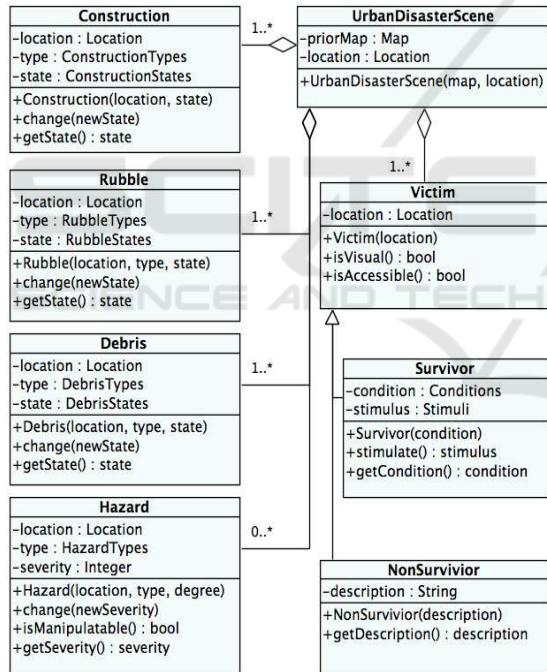 Construction
-location : Location
-type : ConstructionTypes
-state : ConstructionStates
+Construction(location, state)
+change(newState)
+getState() : state
1..*
UrbanDisasterScene
-priorMap : Map
-location : Location
+UrbanDisasterScene(map, location)
Rubble
-location : Location
-type : RubbleTypes
-state : RubbleStates
+Rubble(location, type, state)
+change(newState)
+getState() : state
1..*
1..*
Victim
-location : Location
+Victim(location)
+isVisual() : bool
+isAccessible() : bool
Debris
-location : Location
-type : DebrisTypes
-state : DebrisStates
+Debris(location, type, state)
+change(newState)
+getState() : state
1..*
Survivor
-condition : Conditions
-stimulus : Stimuli
+Survivor(condition)
+stimulate() : stimulus
+getCondition() : condition
Hazard
-location : Location
-type : HazardTypes
-severity : Integer
+Hazard(location, type, degree)
+change(newSeverity)
+isManipulatable() : bool
+getSeverity() : severity
0..*
NonSurvivior
-description : String
+NonSurvivior(description)
+getDescription() : description
SCITE
SCIENCE AND TECH